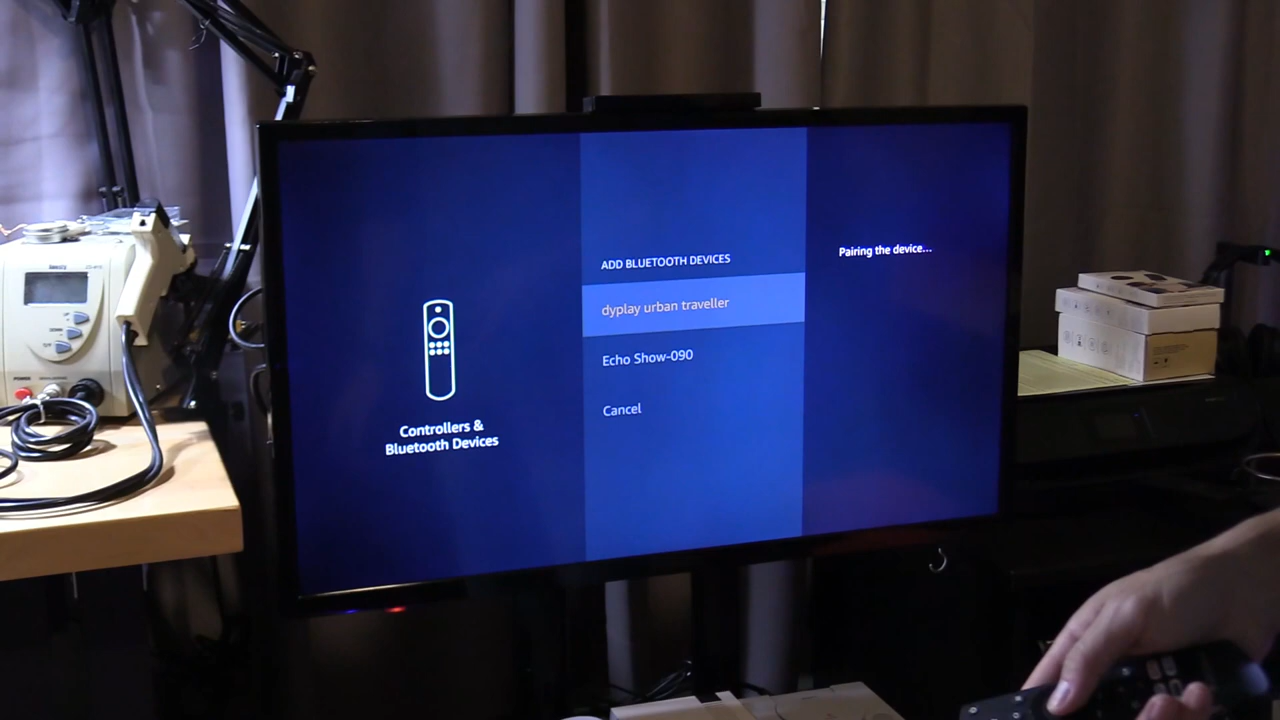 ADD BLUETOOTH DEVICES
Pairing the device...
dyplay urban traveller
Echo Show-090
Cancel
Controllers &
Bluetooth Devices